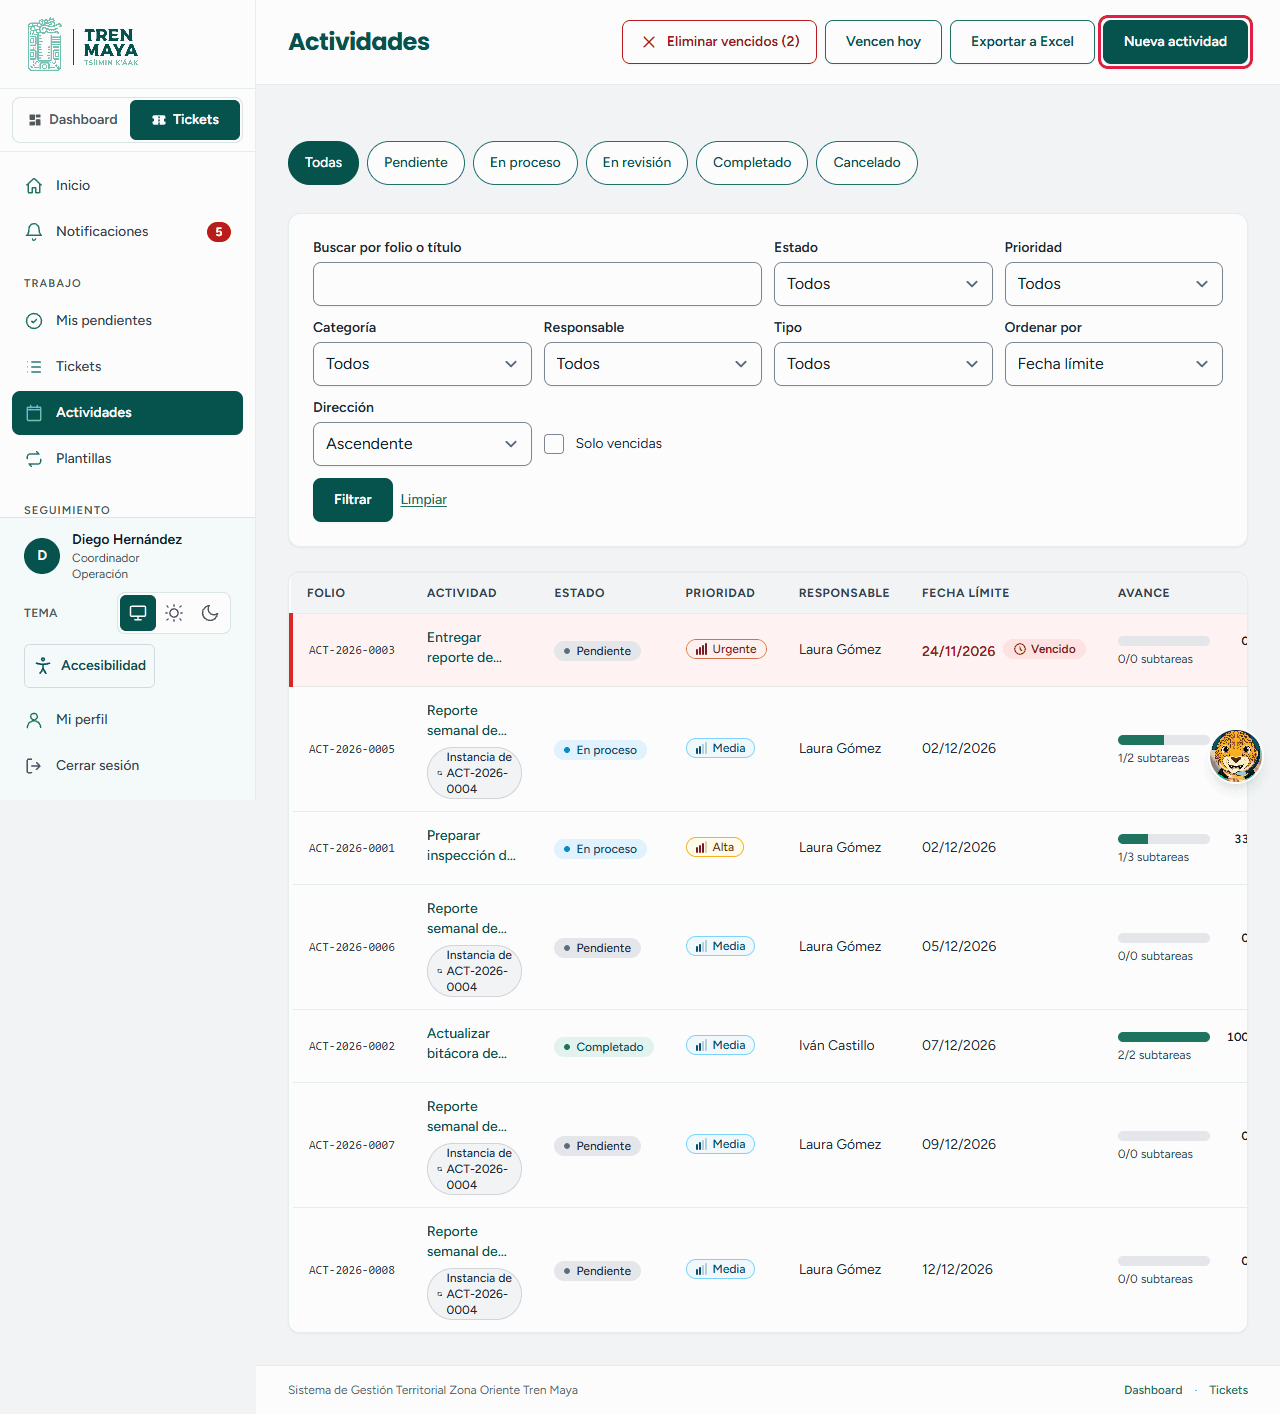 TREN
MAYA
TSÍIMIN K'ÁAK
Dashboard
Tickets
Inicio
Notificaciones
5
TRABAJO
Mis pendientes
Tickets
Actividades
Plantillas
SEGUIMIENTO
D
Diego Hernández
Coordinador
Operación
TEMA
Accesibilidad
Mi perfil
Cerrar sesión
Actividades
Eliminar vencidos (2)
Vencen hoy
Exportar a Excel
Nueva actividad
Todas
Pendiente
En proceso
En revisión
Completado
Cancelado
Buscar por folio o título
Estado
Todos
Prioridad
Todos
Categoría
Todos
Responsable
Todos
Tipo
Todos
Ordenar por
Fecha límite
Dirección
Ascendente
Solo vencidas
Filtrar
Limpiar
FOLIO ACTIVIDAD ESTADO PRIORIDAD RESPONSABLE FECHA LÍMITE AVANCE
ACT-2026-0003
Entregar
reporte de...
Pendiente
Urgente
Laura Gómez
24/11/2026
Vencido
0
0/0 subtareas
ACT-2026-0005
Reporte
semanal de...
Instancia de
ACT-2026-
0004
En proceso
Media
Laura Gómez
02/12/2026
1/2 subtareas
ACT-2026-0001
Preparar
inspección d...
En proceso
Alta
Laura Gómez
02/12/2026
33
1/3 subtareas
ACT-2026-0006
Reporte
semanal de...
Instancia de
ACT-2026-
0004
Pendiente
Media
Laura Gómez
05/12/2026
0
0/0 subtareas
ACT-2026-0002
Actualizar
bitácora de...
Completado
Media
Iván Castillo
07/12/2026
100
2/2 subtareas
ACT-2026-0007
Reporte
semanal de...
Instancia de
ACT-2026-
0004
Pendiente
Media
Laura Gómez
09/12/2026
0
0/0 subtareas
ACT-2026-0008
Reporte
semanal de...
Instancia de
ACT-2026-
0004
Pendiente
Media
Laura Gómez
12/12/2026
0
0/0 subtareas
Sistema de Gestión Territorial Zona Oriente Tren Maya
Dashboard · Tickets